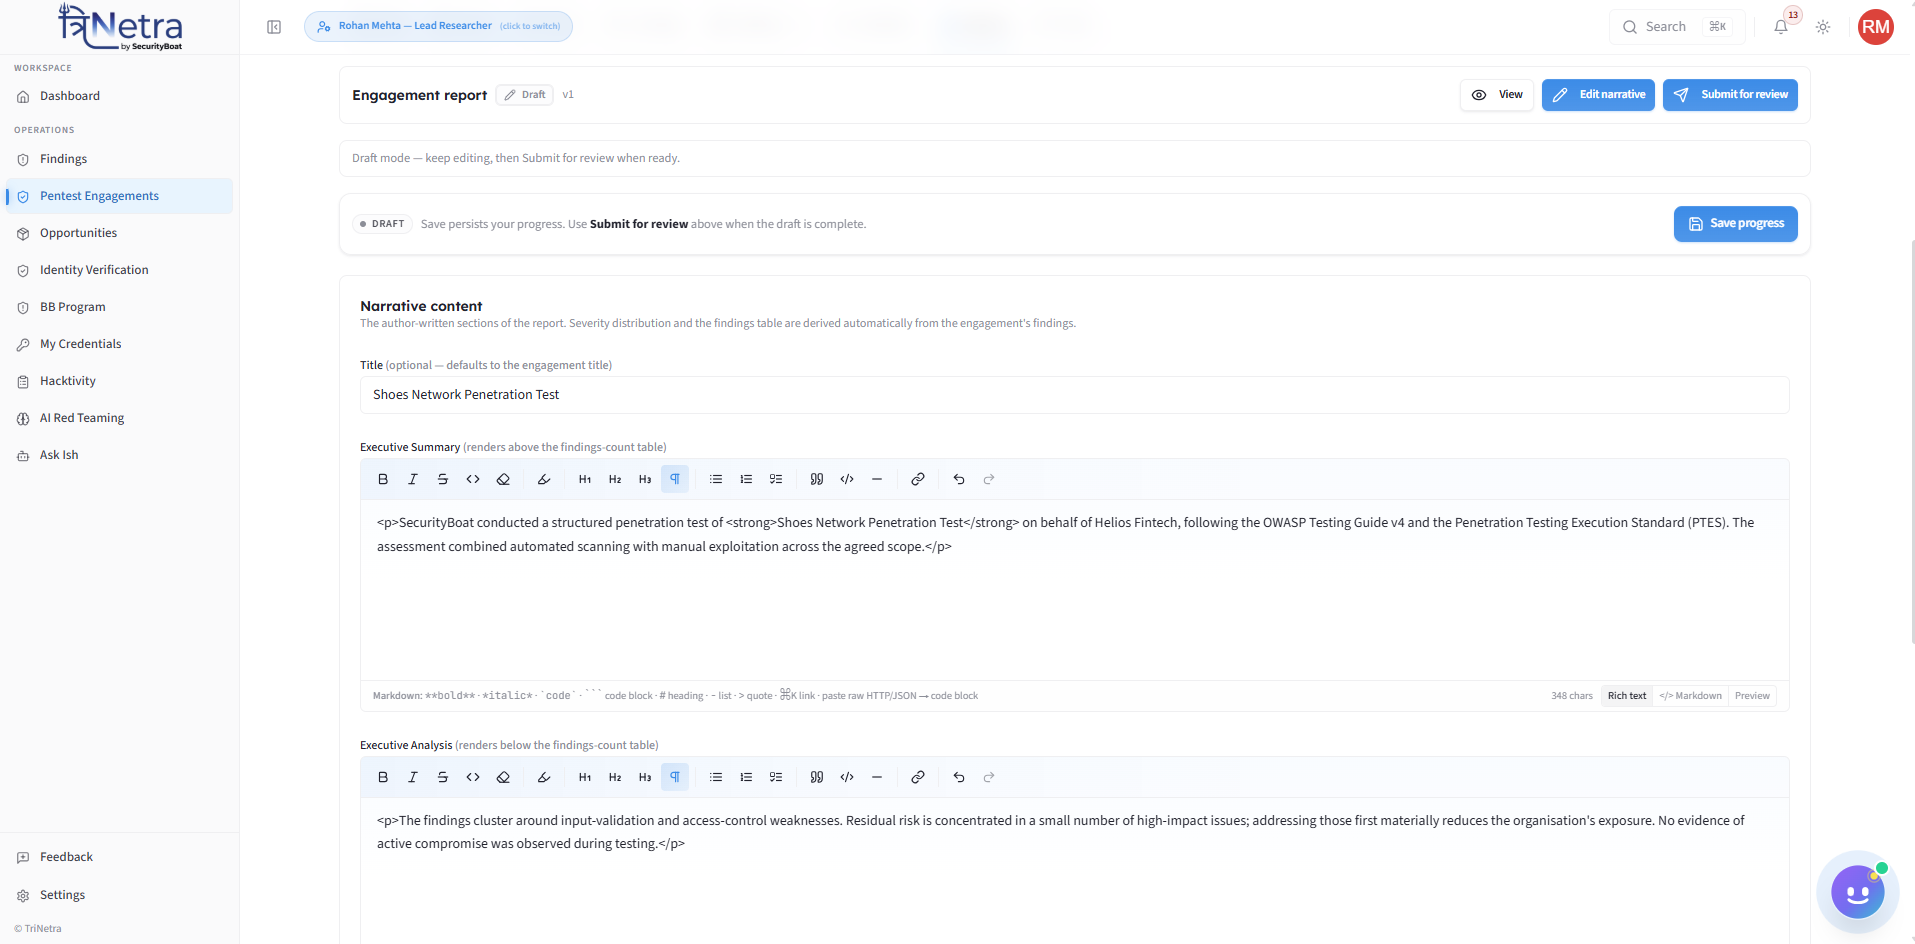 त्रिNetra
by SecurityBoat
Rohan Mehta — Lead Researcher (click to switch)
Search ⌘K
13
RM
WORKSPACE
Dashboard
OPERATIONS
Findings
Pentest Engagements
Opportunities
Identity Verification
BB Program
My Credentials
Hacktivity
AI Red Teaming
Ask Ish
Feedback
Settings
© TriNetra
Engagement report Draft v1
View Edit narrative Submit for review
Draft mode — keep editing, then Submit for review when ready.
DRAFT Save persists your progress. Use Submit for review above when the draft is complete.
Save progress
Narrative content
The author-written sections of the report. Severity distribution and the findings table are derived automatically from the engagement's findings.
Title (optional — defaults to the engagement title)
Shoes Network Penetration Test
Executive Summary (renders above the findings-count table)
B I S H1 H2 H3
<p>SecurityBoat conducted a structured penetration test of <strong>Shoes Network Penetration Test</strong> on behalf of Helios Fintech, following the OWASP Testing Guide v4 and the Penetration Testing Execution Standard (PTES). The
assessment combined automated scanning with manual exploitation across the agreed scope.</p>
Markdown: **bold** · *italic* · `code` · ``` code block · # heading · - list · > quote · ⌘K link · paste raw HTTP/JSON → code block
348 chars Rich text </> Markdown Preview
Executive Analysis (renders below the findings-count table)
B I S H1 H2 H3
<p>The findings cluster around input-validation and access-control weaknesses. Residual risk is concentrated in a small number of high-impact issues; addressing those first materially reduces the organisation's exposure. No evidence of
active compromise was observed during testing.</p>